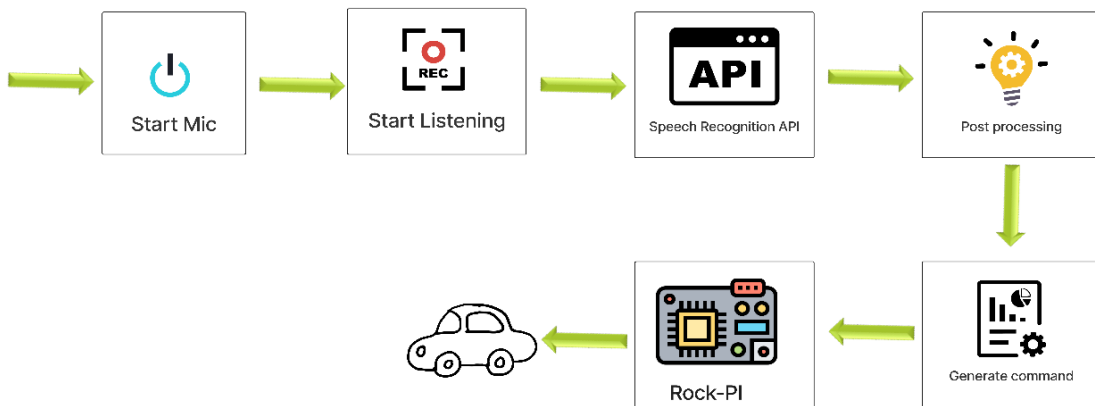 Start Mic
REC
Start Listening
API
Speech Recognition API
Post processing
Rock-PI
Generate command